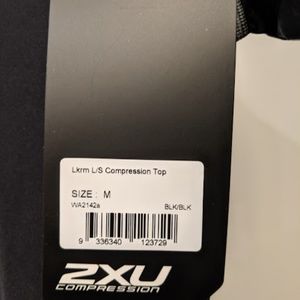 Lkrm L/S Compression Top
SIZE : M
WA2142a BLK/BLK
9 336340 123729
2XU
COMPRESSION